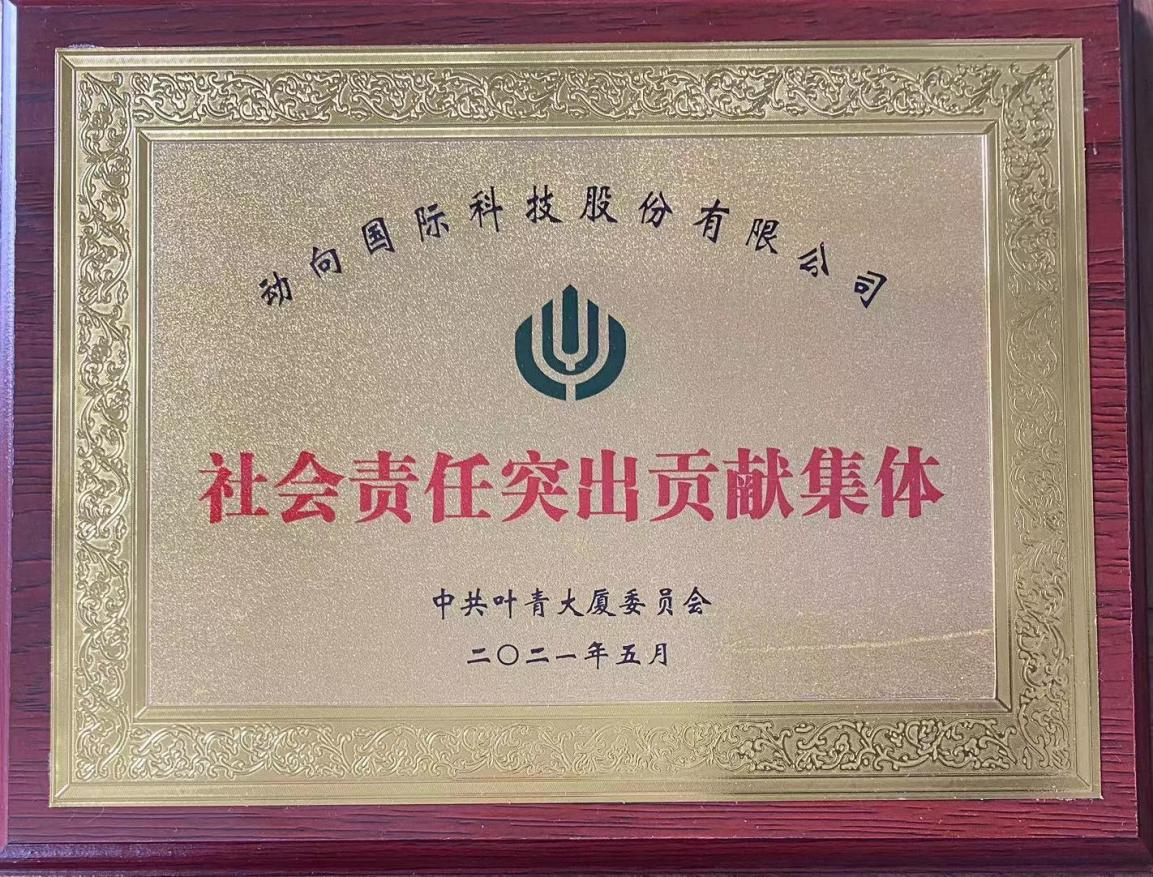 动向国际科技股份有限公司
社会责任突出贡献集体
中共叶青大厦委员会
二〇二一年五月